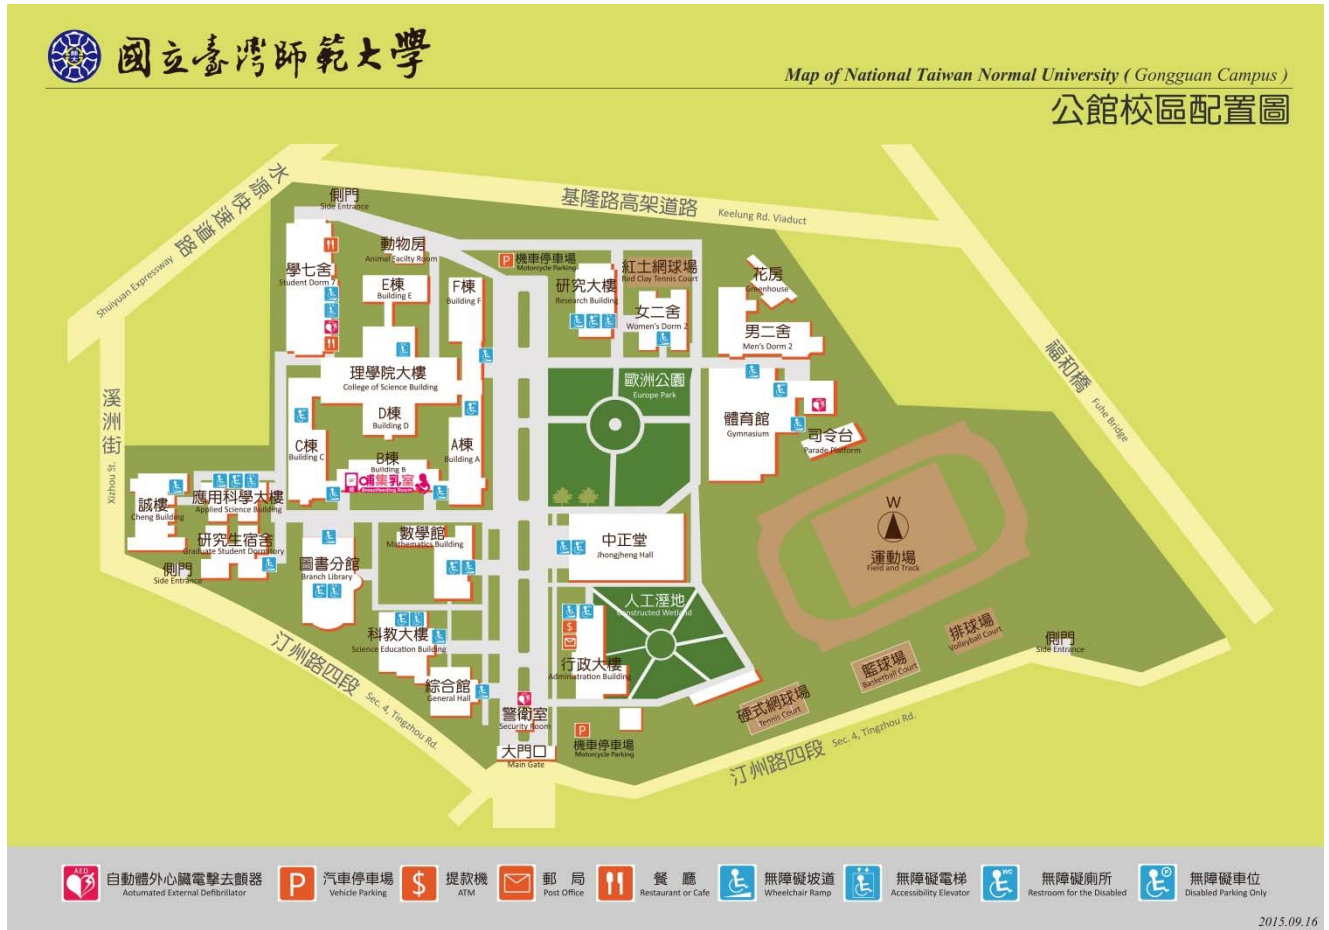 國立臺灣師範大學
Map of National Taiwan Normal University ( Gongguan Campus )
公館校區配置圖
水源快速道路
Shuiyuan Expressway
側門
Side Entrance
基隆路高架道路
Keelung Rd. Viaduct
動物房
Animal Facilty Room
機車停車場
Motorcycle Parking
紅土網球場
Red Clay Tennis Court
花房
Greenhouse
學七舍
Student Dorm 7
E棟
Building E
F棟
Building F
研究大樓
Research Building
女二舍
Women's Dorm 2
男二舍
Men's Dorm 2
福和橋
Fuhe Bridge
理學院大樓
College of Science Building
歐洲公園
Europe Park
溪洲街
Xizhou St.
D棟
Building D
C棟
Building C
A棟
Building A
體育館
Gymnasium
司令台
Parade Platform
B棟
Building B
哺集乳室
Breastfeeding Room
誠樓
Cheng Building
應用科學大樓
Applied Science Building
研究生宿舍
Graduate Student Dormitory
側門
Side Entrance
圖書分館
Branch Library
數學館
Mathematics Building
中正堂
Jhongjheng Hall
W
運動場
Field and Track
人工溼地
Constructed Wetland
排球場
Volleyball Court
側門
Side Entrance
科教大樓
Science Education Building
籃球場
Basketball Court
汀州路四段
Sec. 4, Tingzhou Rd.
綜合館
General Hall
行政大樓
Administration Building
硬式網球場
Tennis Court
警衛室
Security Room
大門口
Main Gate
機車停車場
Motorcycle Parking
汀州路四段
Sec. 4, Tingzhou Rd.
AED
自動體外心臟電擊去顫器
Aotumated External Defibrillator
P
汽車停車場
Vehicle Parking
$
提款機
ATM
郵局
Post Office
餐廳
Restaurant or Cafe
無障礙坡道
Wheelchair Ramp
無障礙電梯
Accessibility Elevator
WC
無障礙廁所
Restroom for the Disabled
P
無障礙車位
Disabled Parking Only
2015.09.16